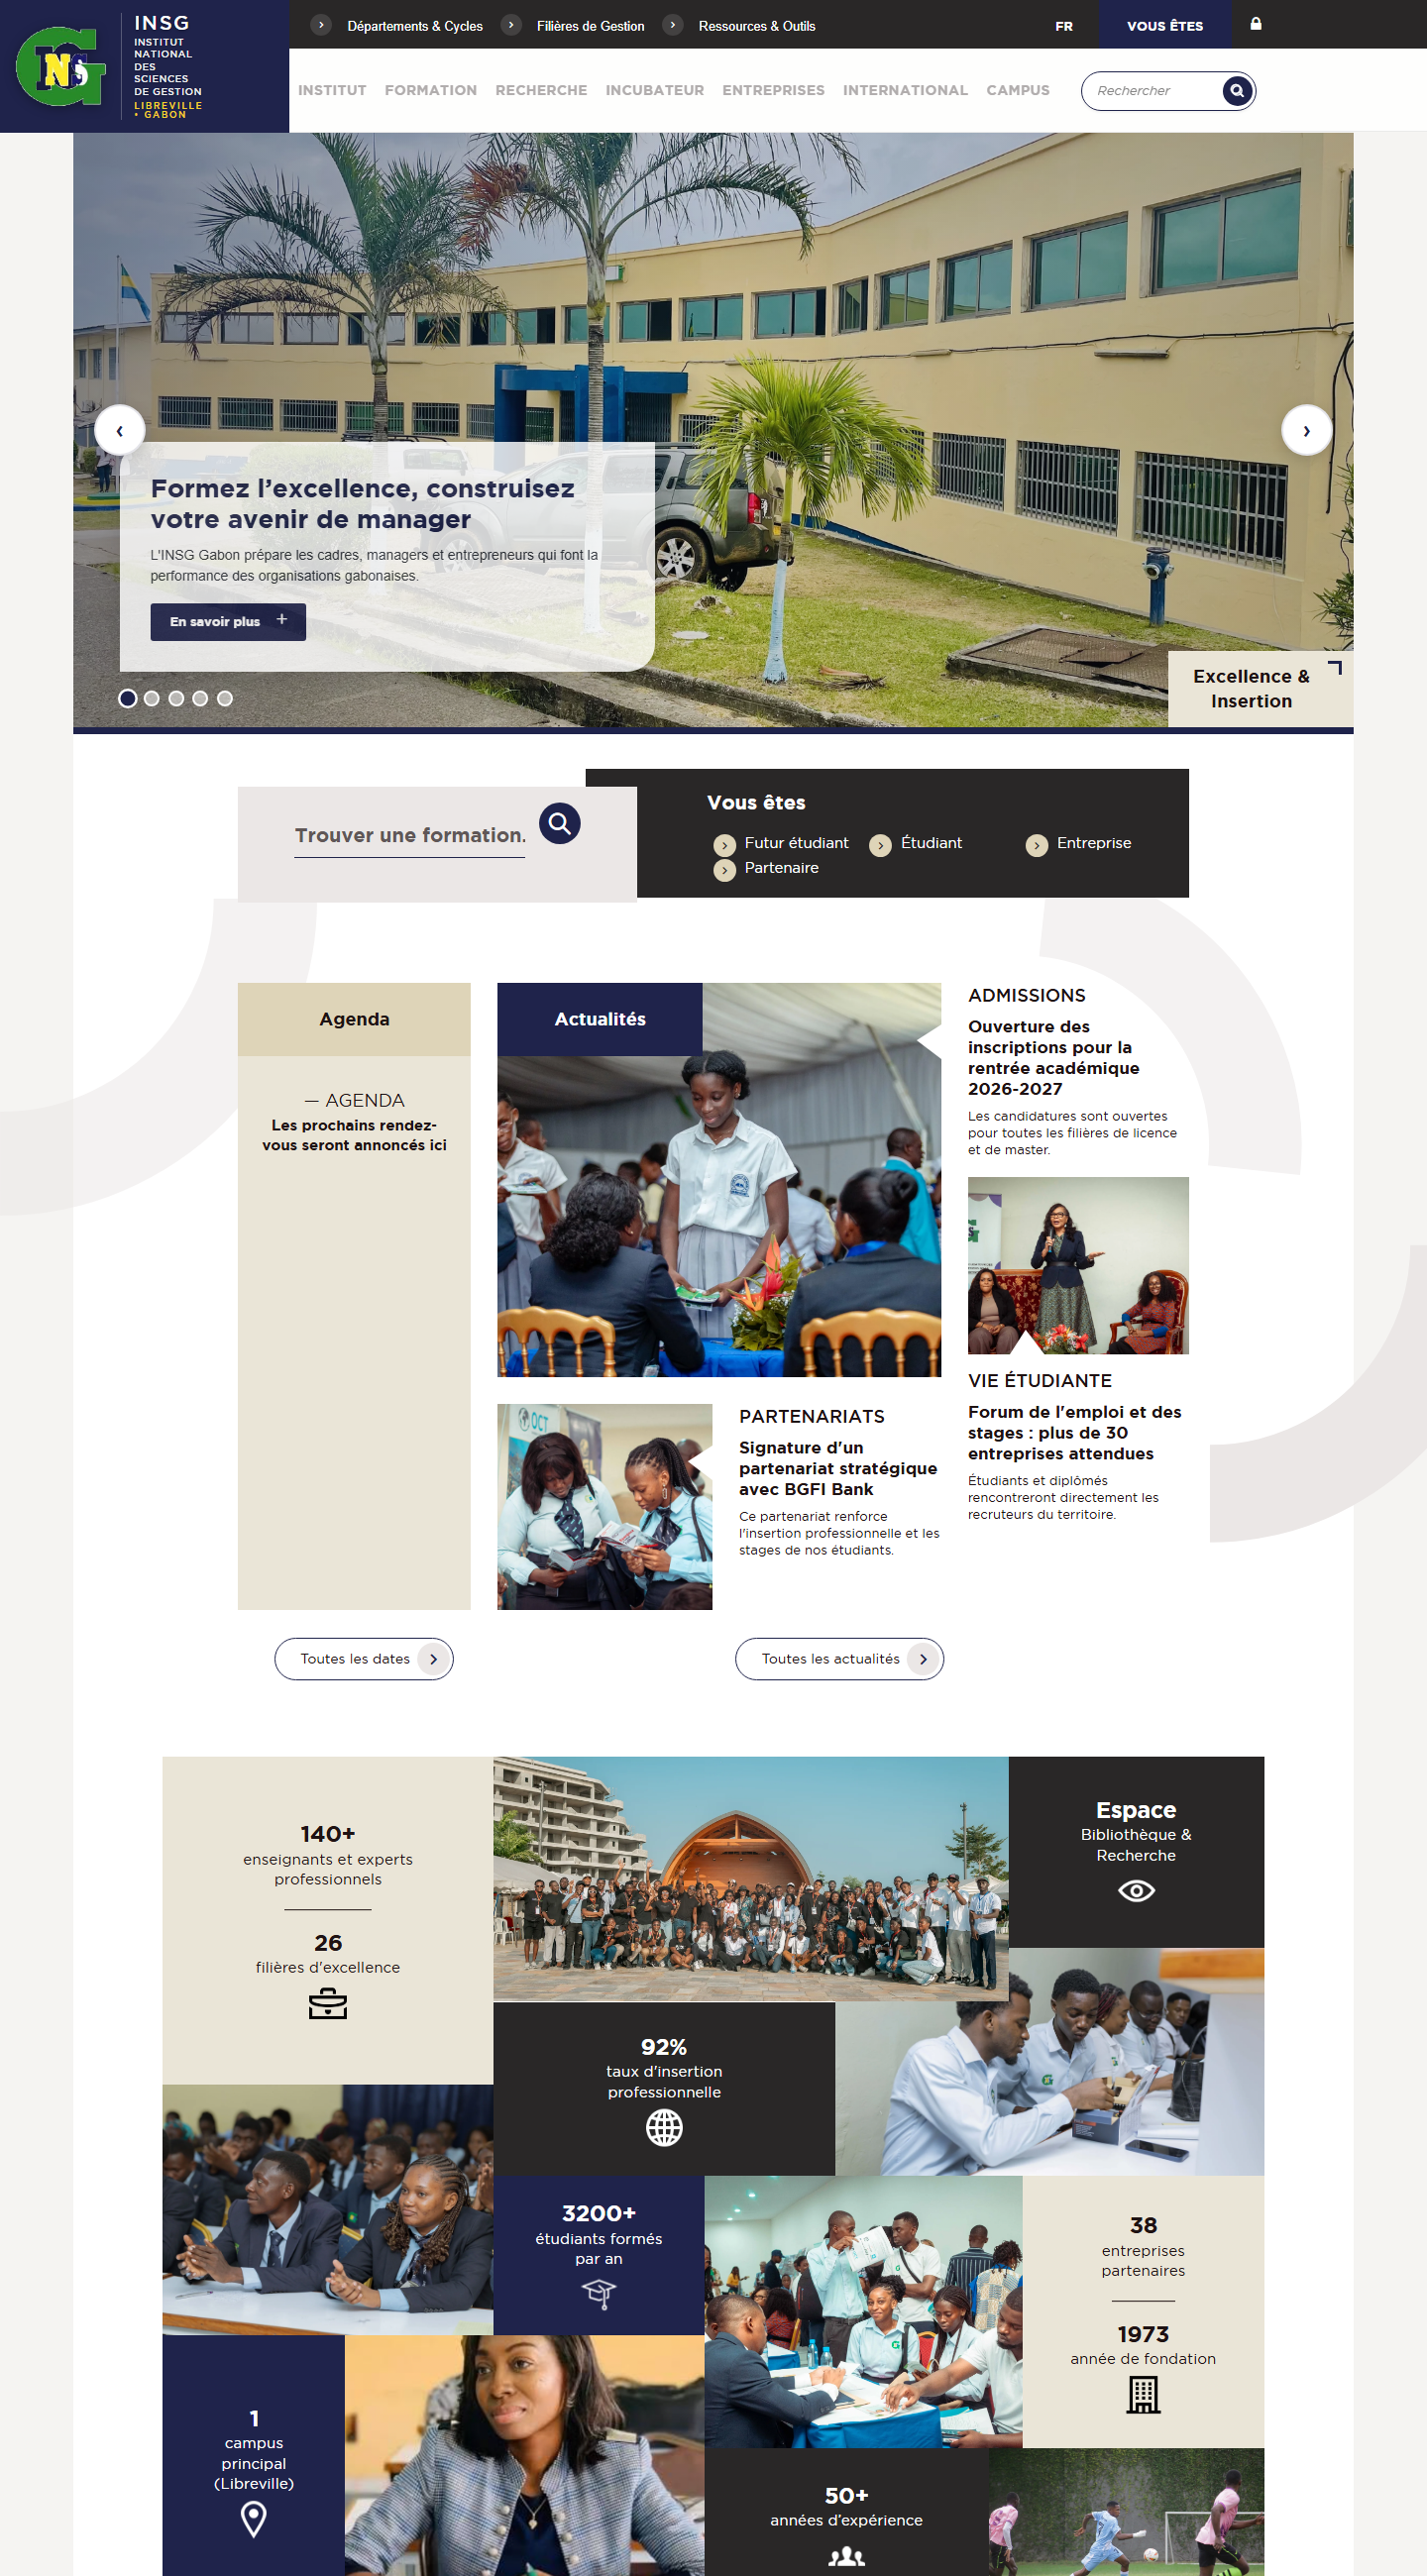 INSG
INSTITUT
NATIONAL
DES
SCIENCES
DE GESTION
LIBREVILLE
• GABON
Départements & Cycles
Filières de Gestion
Ressources & Outils
FR
VOUS ÊTES
INSTITUT
FORMATION
RECHERCHE
INCUBATEUR
ENTREPRISES
INTERNATIONAL
CAMPUS
Rechercher
Formez l’excellence, construisez
votre avenir de manager
L'INSG Gabon prépare les cadres, managers et entrepreneurs qui font la
performance des organisations gabonaises.
En savoir plus +
Excellence &
Insertion
Trouver une formation.
Vous êtes
Futur étudiant
Étudiant
Entreprise
Partenaire
Agenda
— AGENDA
Les prochains rendez-
vous seront annoncés ici
Actualités
ADMISSIONS
Ouverture des
inscriptions pour la
rentrée académique
2026-2027
Les candidatures sont ouvertes
pour toutes les filières de licence
et de master.
OCT
PARTENARIATS
Signature d'un
partenariat stratégique
avec BGFI Bank
Ce partenariat renforce
l'insertion professionnelle et les
stages de nos étudiants.
VIE ÉTUDIANTE
Forum de l'emploi et des
stages : plus de 30
entreprises attendues
Étudiants et diplômés
rencontreront directement les
recruteurs du territoire.
Toutes les dates
Toutes les actualités
140+
enseignants et experts
professionnels
26
filières d'excellence
Espace
Bibliothèque &
Recherche
92%
taux d'insertion
professionnelle
3200+
étudiants formés
par an
38
entreprises
partenaires
1973
année de fondation
1
campus
principal
(Libreville)
50+
années d'expérience